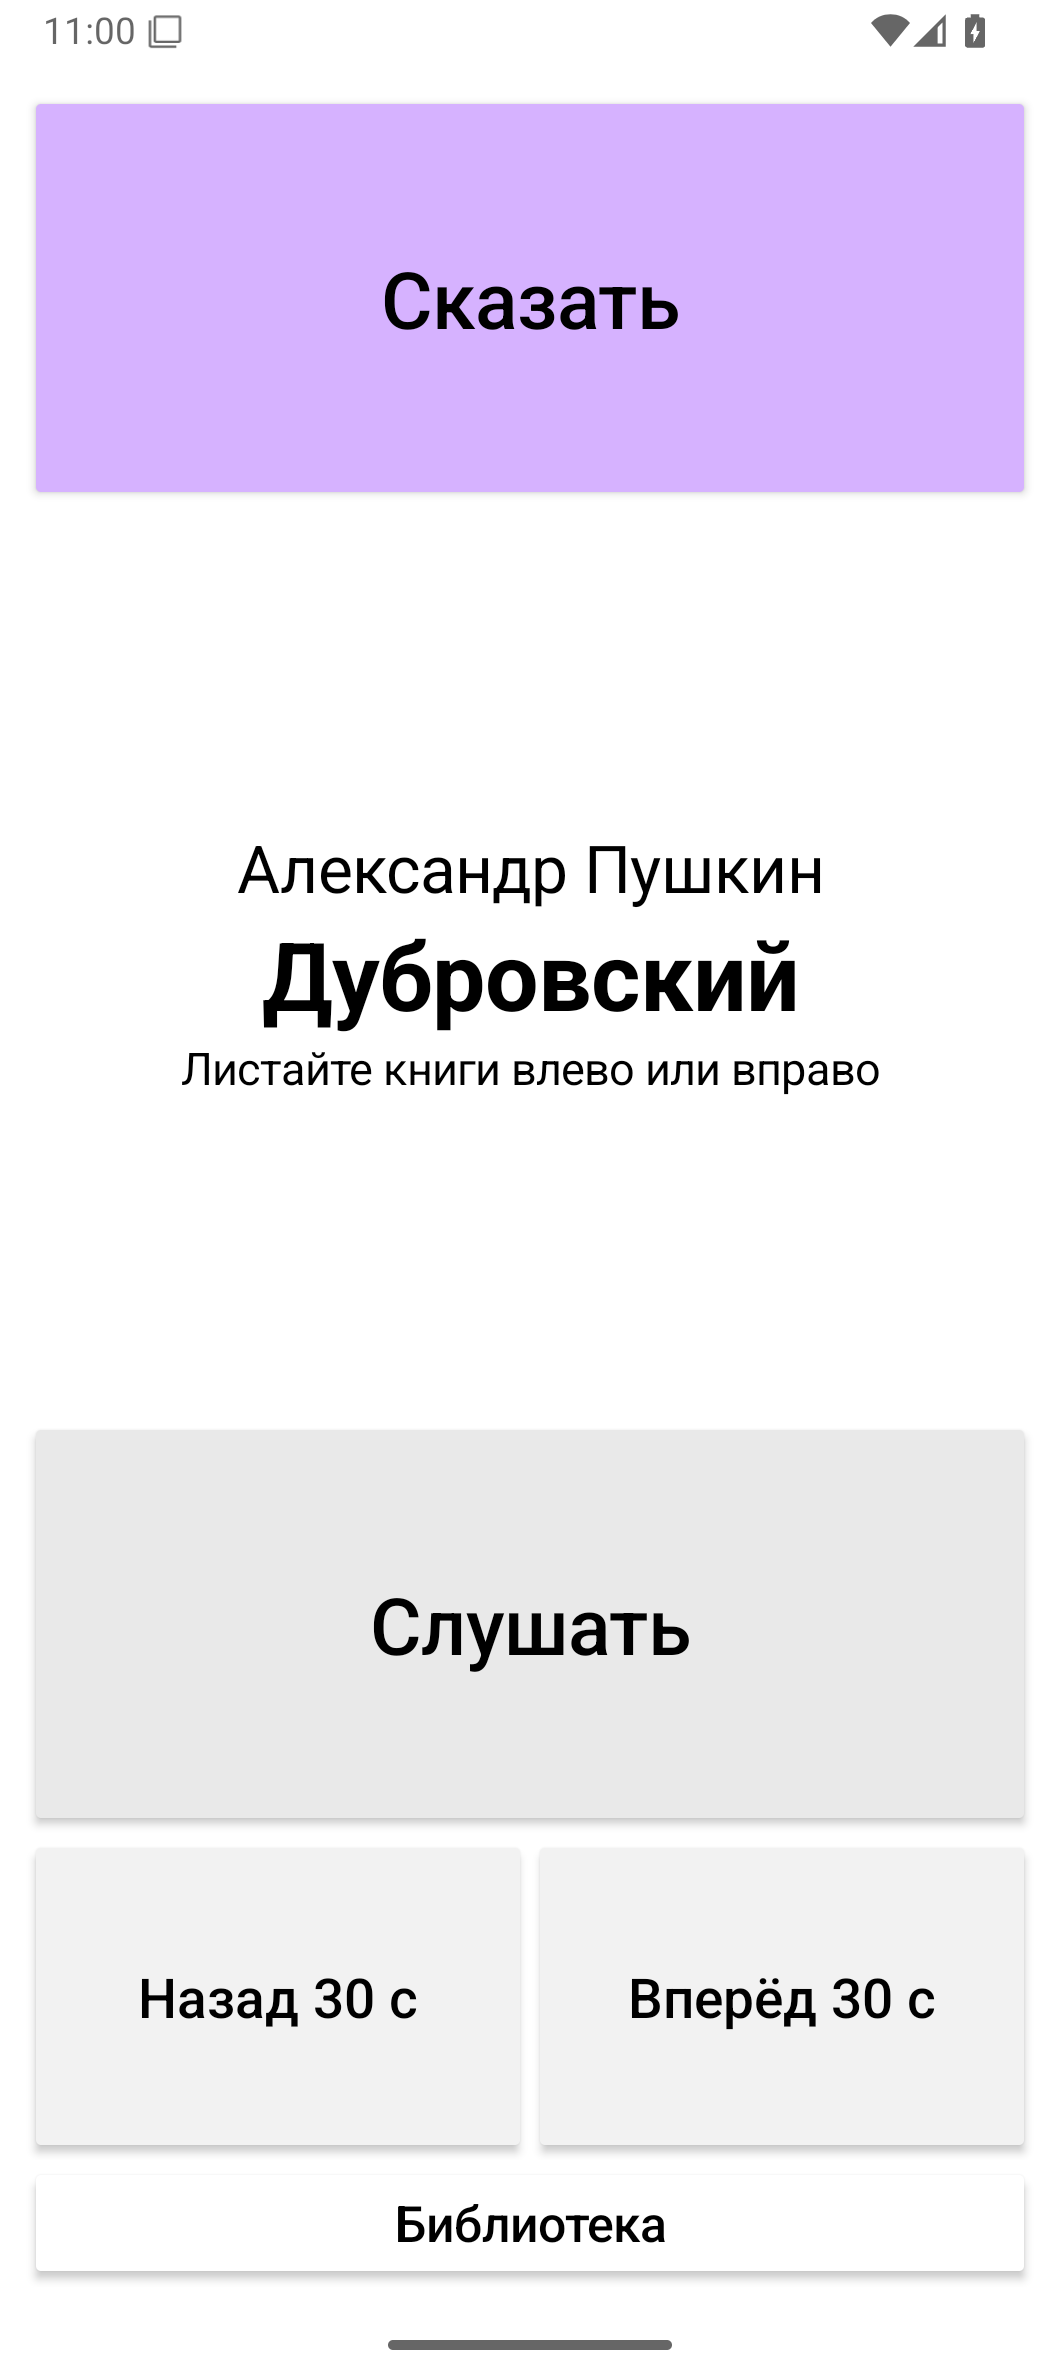 11:00
Сказать
Александр Пушкин
Дубровский
Листайте книги влево или вправо
Слушать
Назад 30 с
Вперёд 30 с
Библиотека